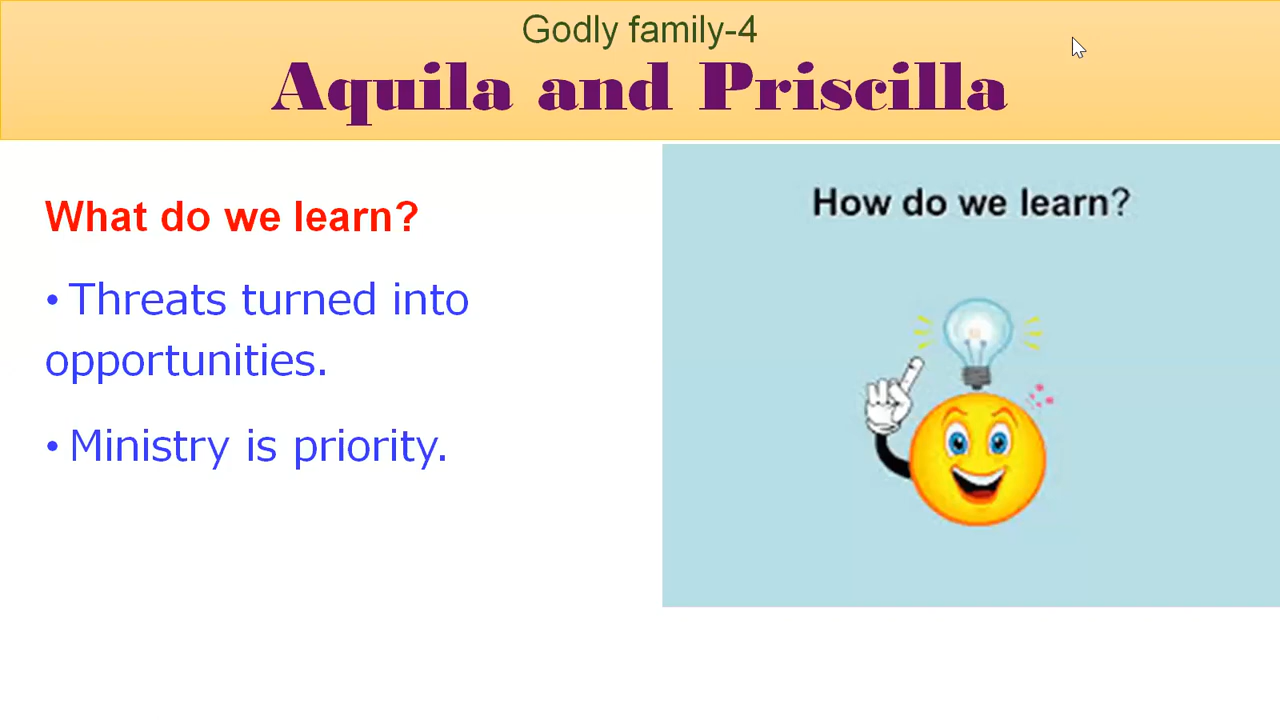 Godly family-4
Aquila and Priscilla
What do we learn?
• Threats turned into
opportunities.
• Ministry is priority.
How do we learn?